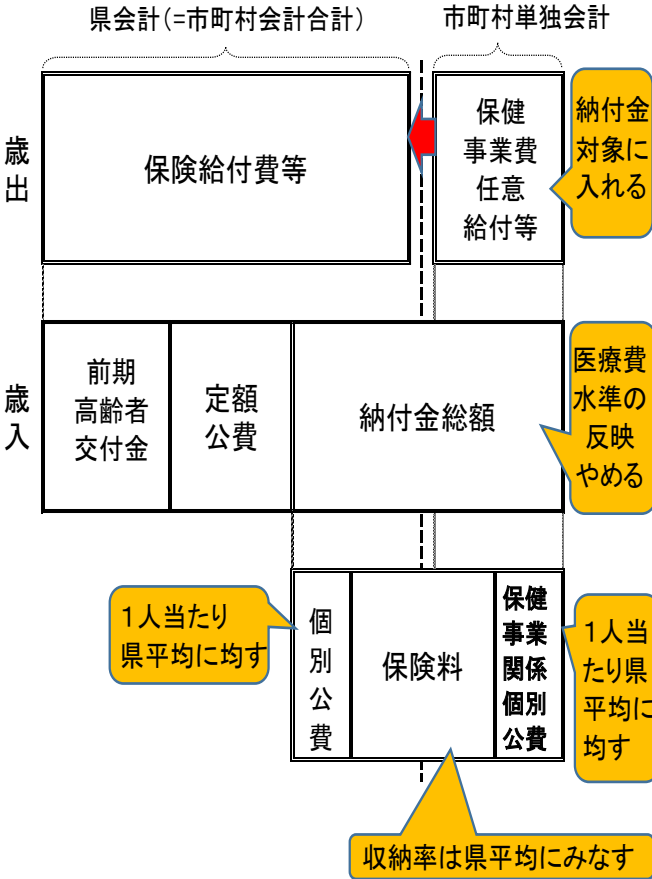 県会計(=市町村会計合計)
市町村単独会計
歳
出
保険給付費等
保健
事業費
任意
給付等
納付金
対象に
入れる
歳
入
前期
高齢者
交付金
定額
公費
納付金総額
医療費
水準の
反映
やめる
1人当たり
県平均に均す
個
別
公
費
保険料
保健
事業
関係
個別
公費
1人当
たり県
平均に
均す
収納率は県平均にみなす